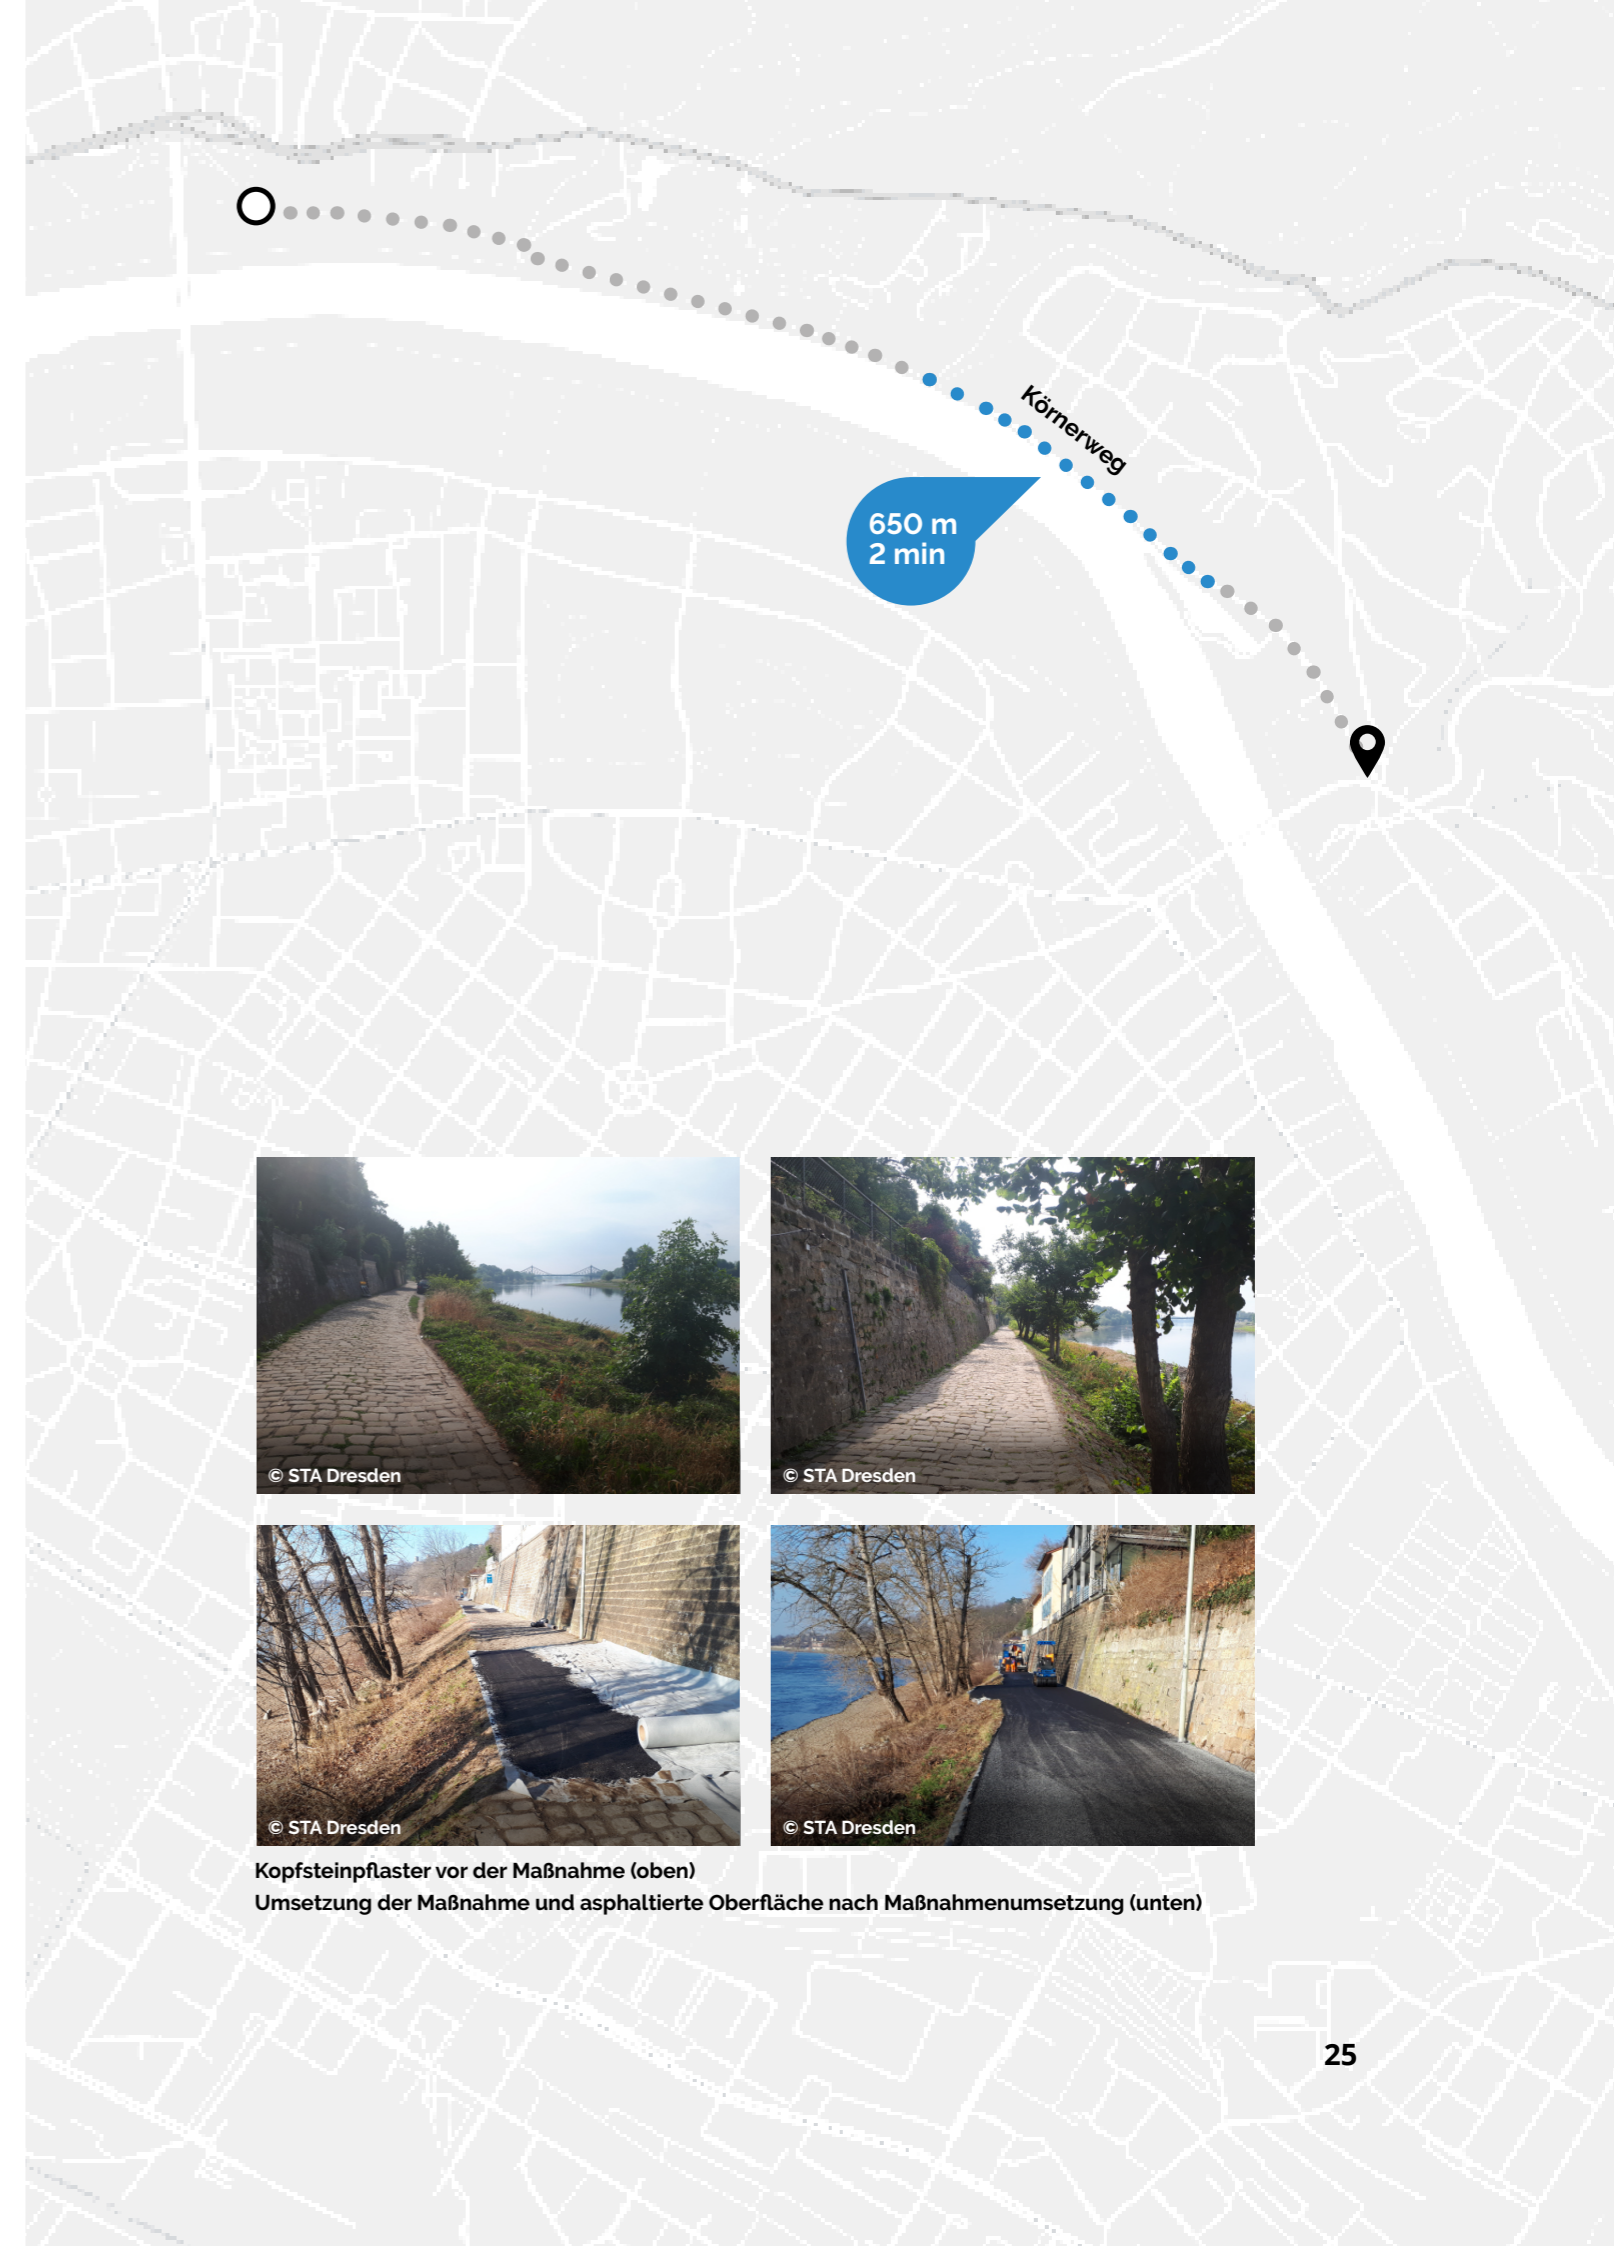 Körnerweg
650 m
2 min
© STA Dresden
© STA Dresden
© STA Dresden
© STA Dresden
Kopfsteinpflaster vor der Maßnahme (oben)
Umsetzung der Maßnahme und asphaltierte Oberfläche nach Maßnahmenumsetzung (unten)
25